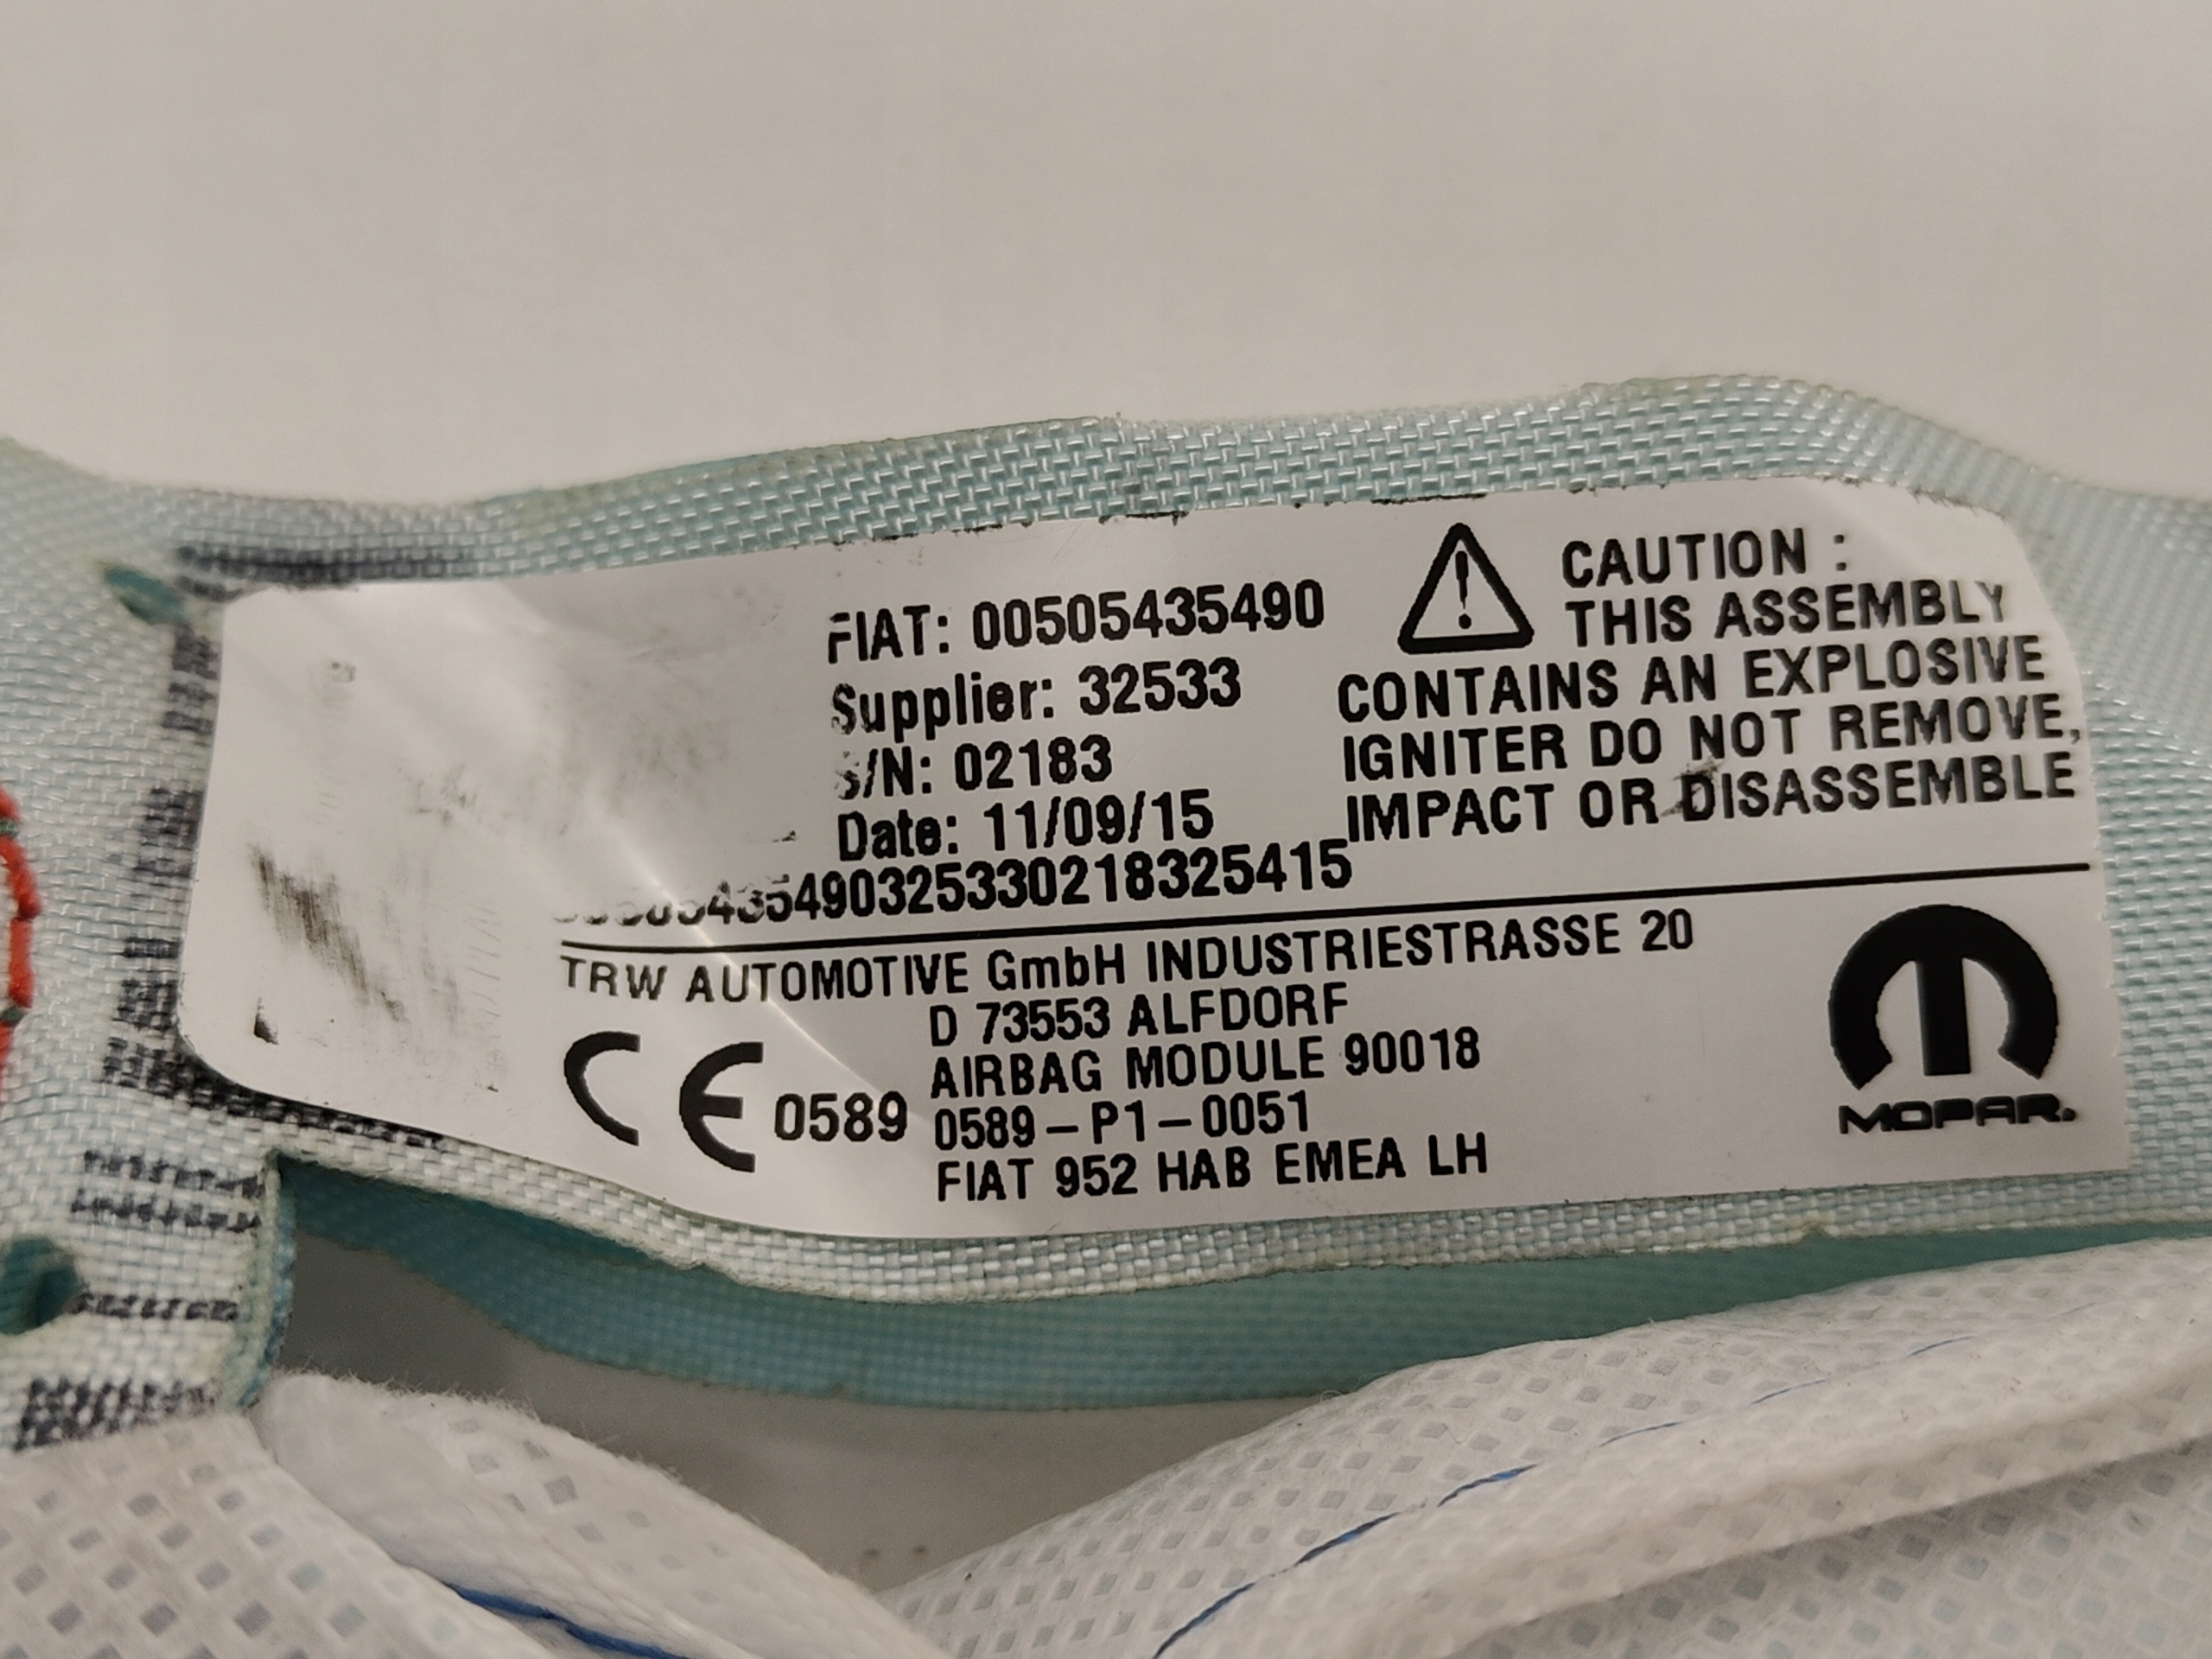 FIAT: 00505435490
Supplier: 32533
S/N: 02183
Date: 11/09/15
00505435490325330218325415
CAUTION :
THIS ASSEMBLY
CONTAINS AN EXPLOSIVE
IGNITER DO NOT REMOVE,
IMPACT OR DISASSEMBLE
TRW AUTOMOTIVE GmbH INDUSTRIESTRASSE 20
D 73553 ALFDORF
AIRBAG MODULE 90018
CE 0589 0589-P1-0051
FIAT 952 HAB EMEA LH
MOPAR.